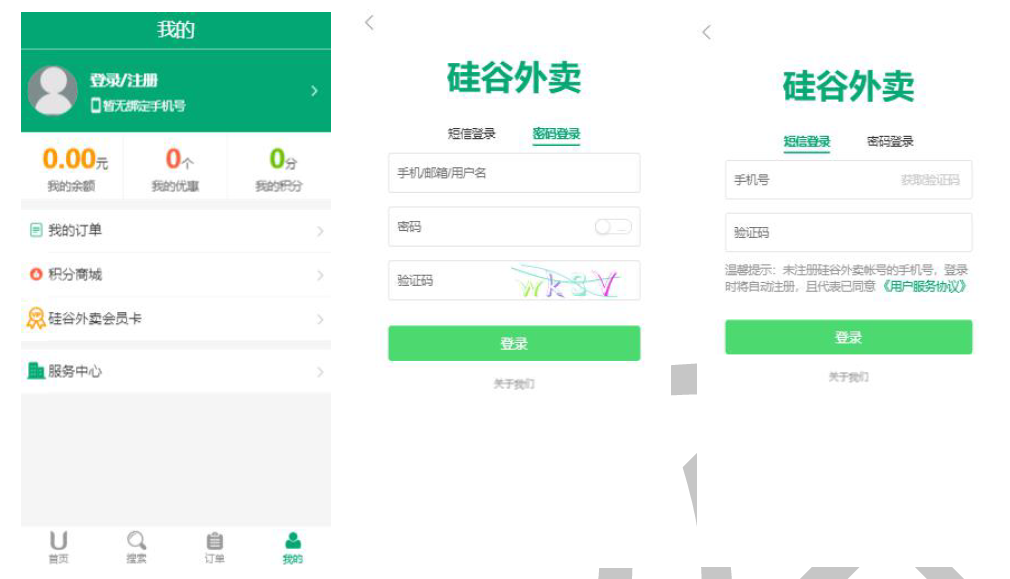 我的
登录/注册
暂无绑定手机号
0.00元
0个
0分
我的余额
我的优惠
我的积分
我的订单
积分商城
硅谷外卖会员卡
服务中心
首页
搜索
订单
我的
硅谷外卖
短信登录
密码登录
手机/邮箱/用户名
密码
...
验证码
wkSY
登录
关于我们
硅谷外卖
短信登录
密码登录
手机号
获取验证码
验证码
温馨提示：未注册硅谷外卖帐号的手机号，登录
时将自动注册，且代表已同意《用户服务协议》
登录
关于我们